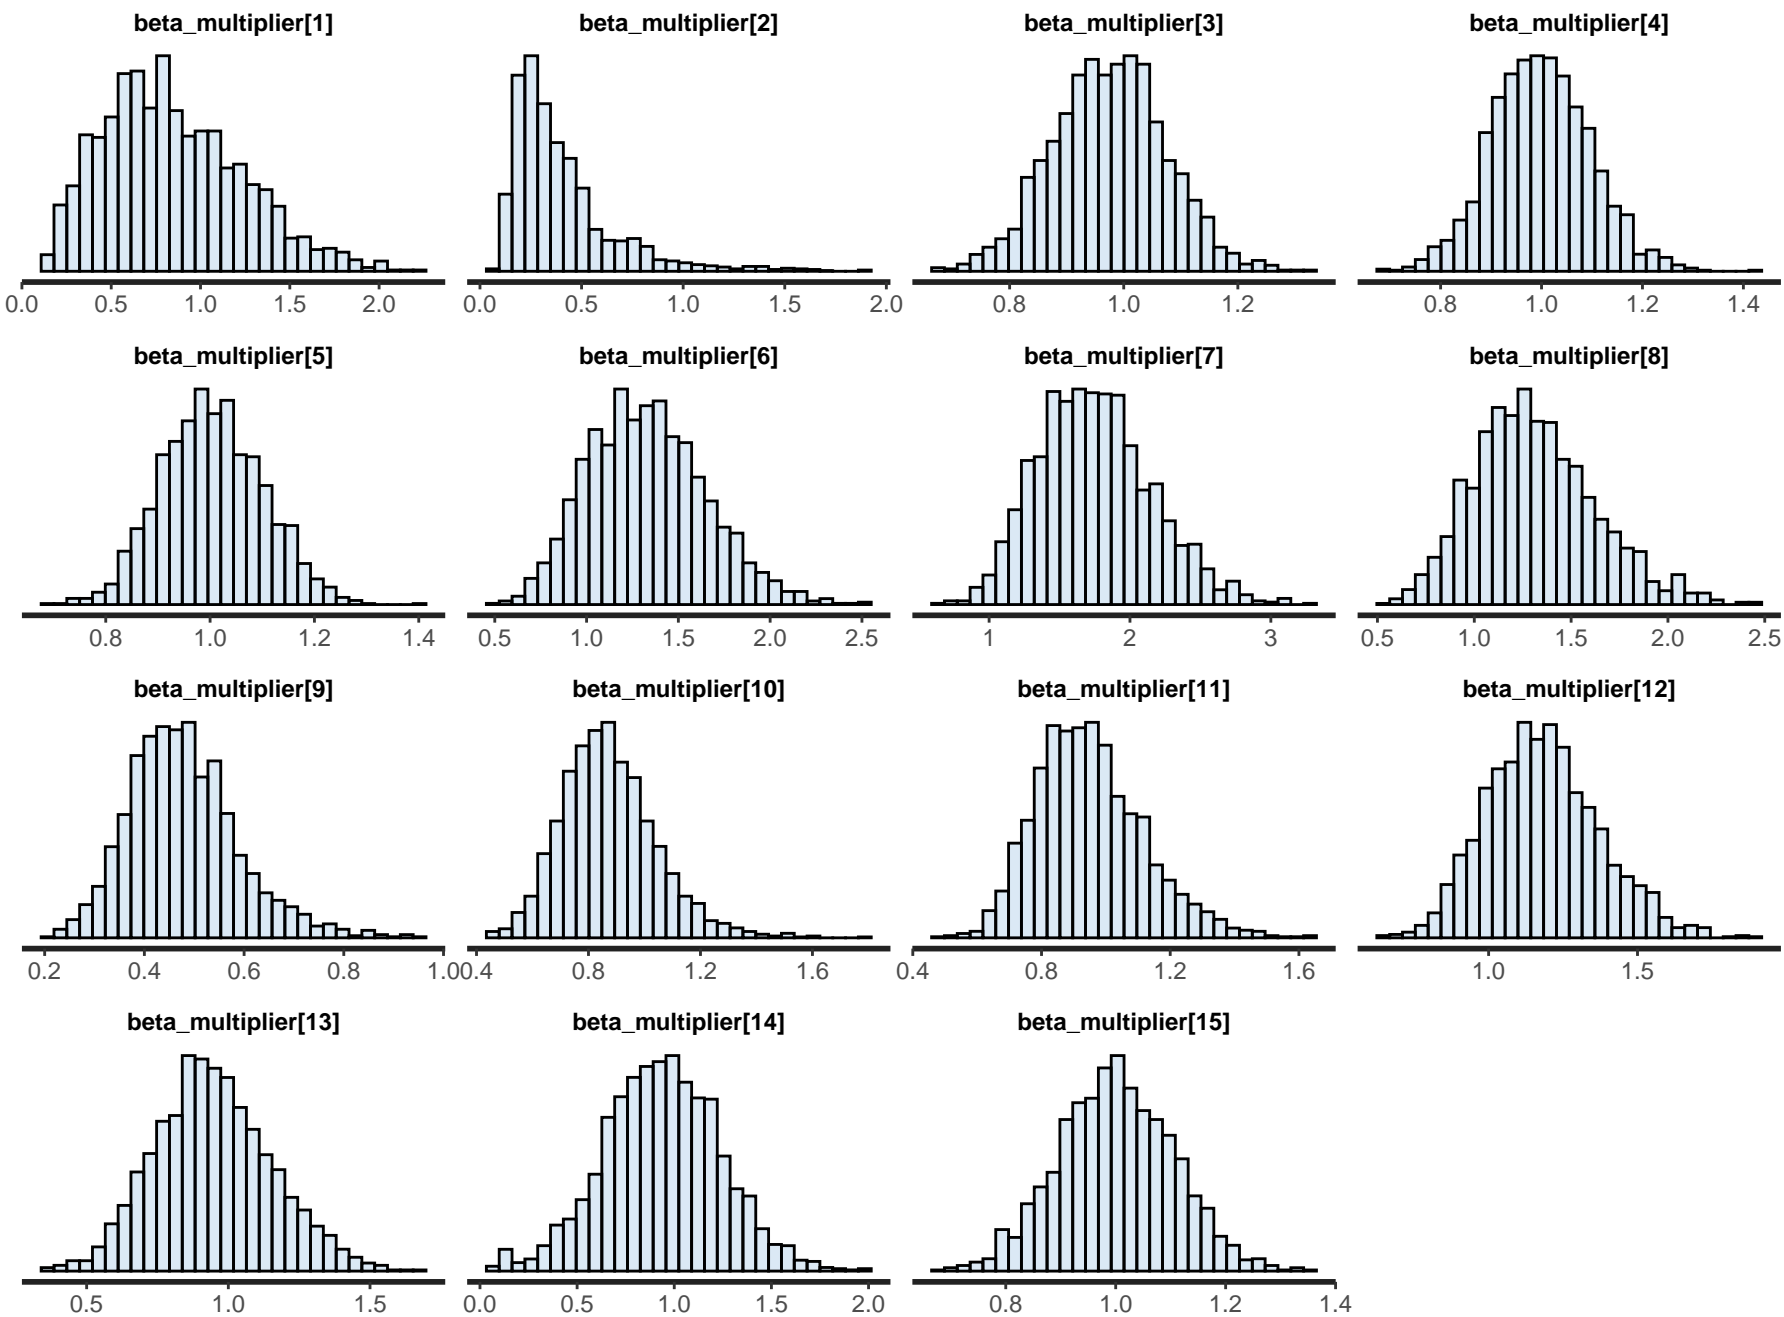 beta_multiplier[1] beta_multiplier[2] beta_multiplier[3] beta_multiplier[4]
0.0 0.5 1.0 1.5 2.0 0.0 0.5 1.0 1.5 2.0 0.8 1.0 1.2 0.8 1.0 1.2 1.4
beta_multiplier[5] beta_multiplier[6] beta_multiplier[7] beta_multiplier[8]
0.8 1.0 1.2 1.4 0.5 1.0 1.5 2.0 2.5 1 2 3 0.5 1.0 1.5 2.0 2.5
beta_multiplier[9] beta_multiplier[10] beta_multiplier[11] beta_multiplier[12]
0.2 0.4 0.6 0.8 1.0 0.4 0.8 1.2 1.6 0.4 0.8 1.2 1.6 1.0 1.5
beta_multiplier[13] beta_multiplier[14] beta_multiplier[15]
0.5 1.0 1.5 0.0 0.5 1.0 1.5 2.0 0.8 1.0 1.2 1.4